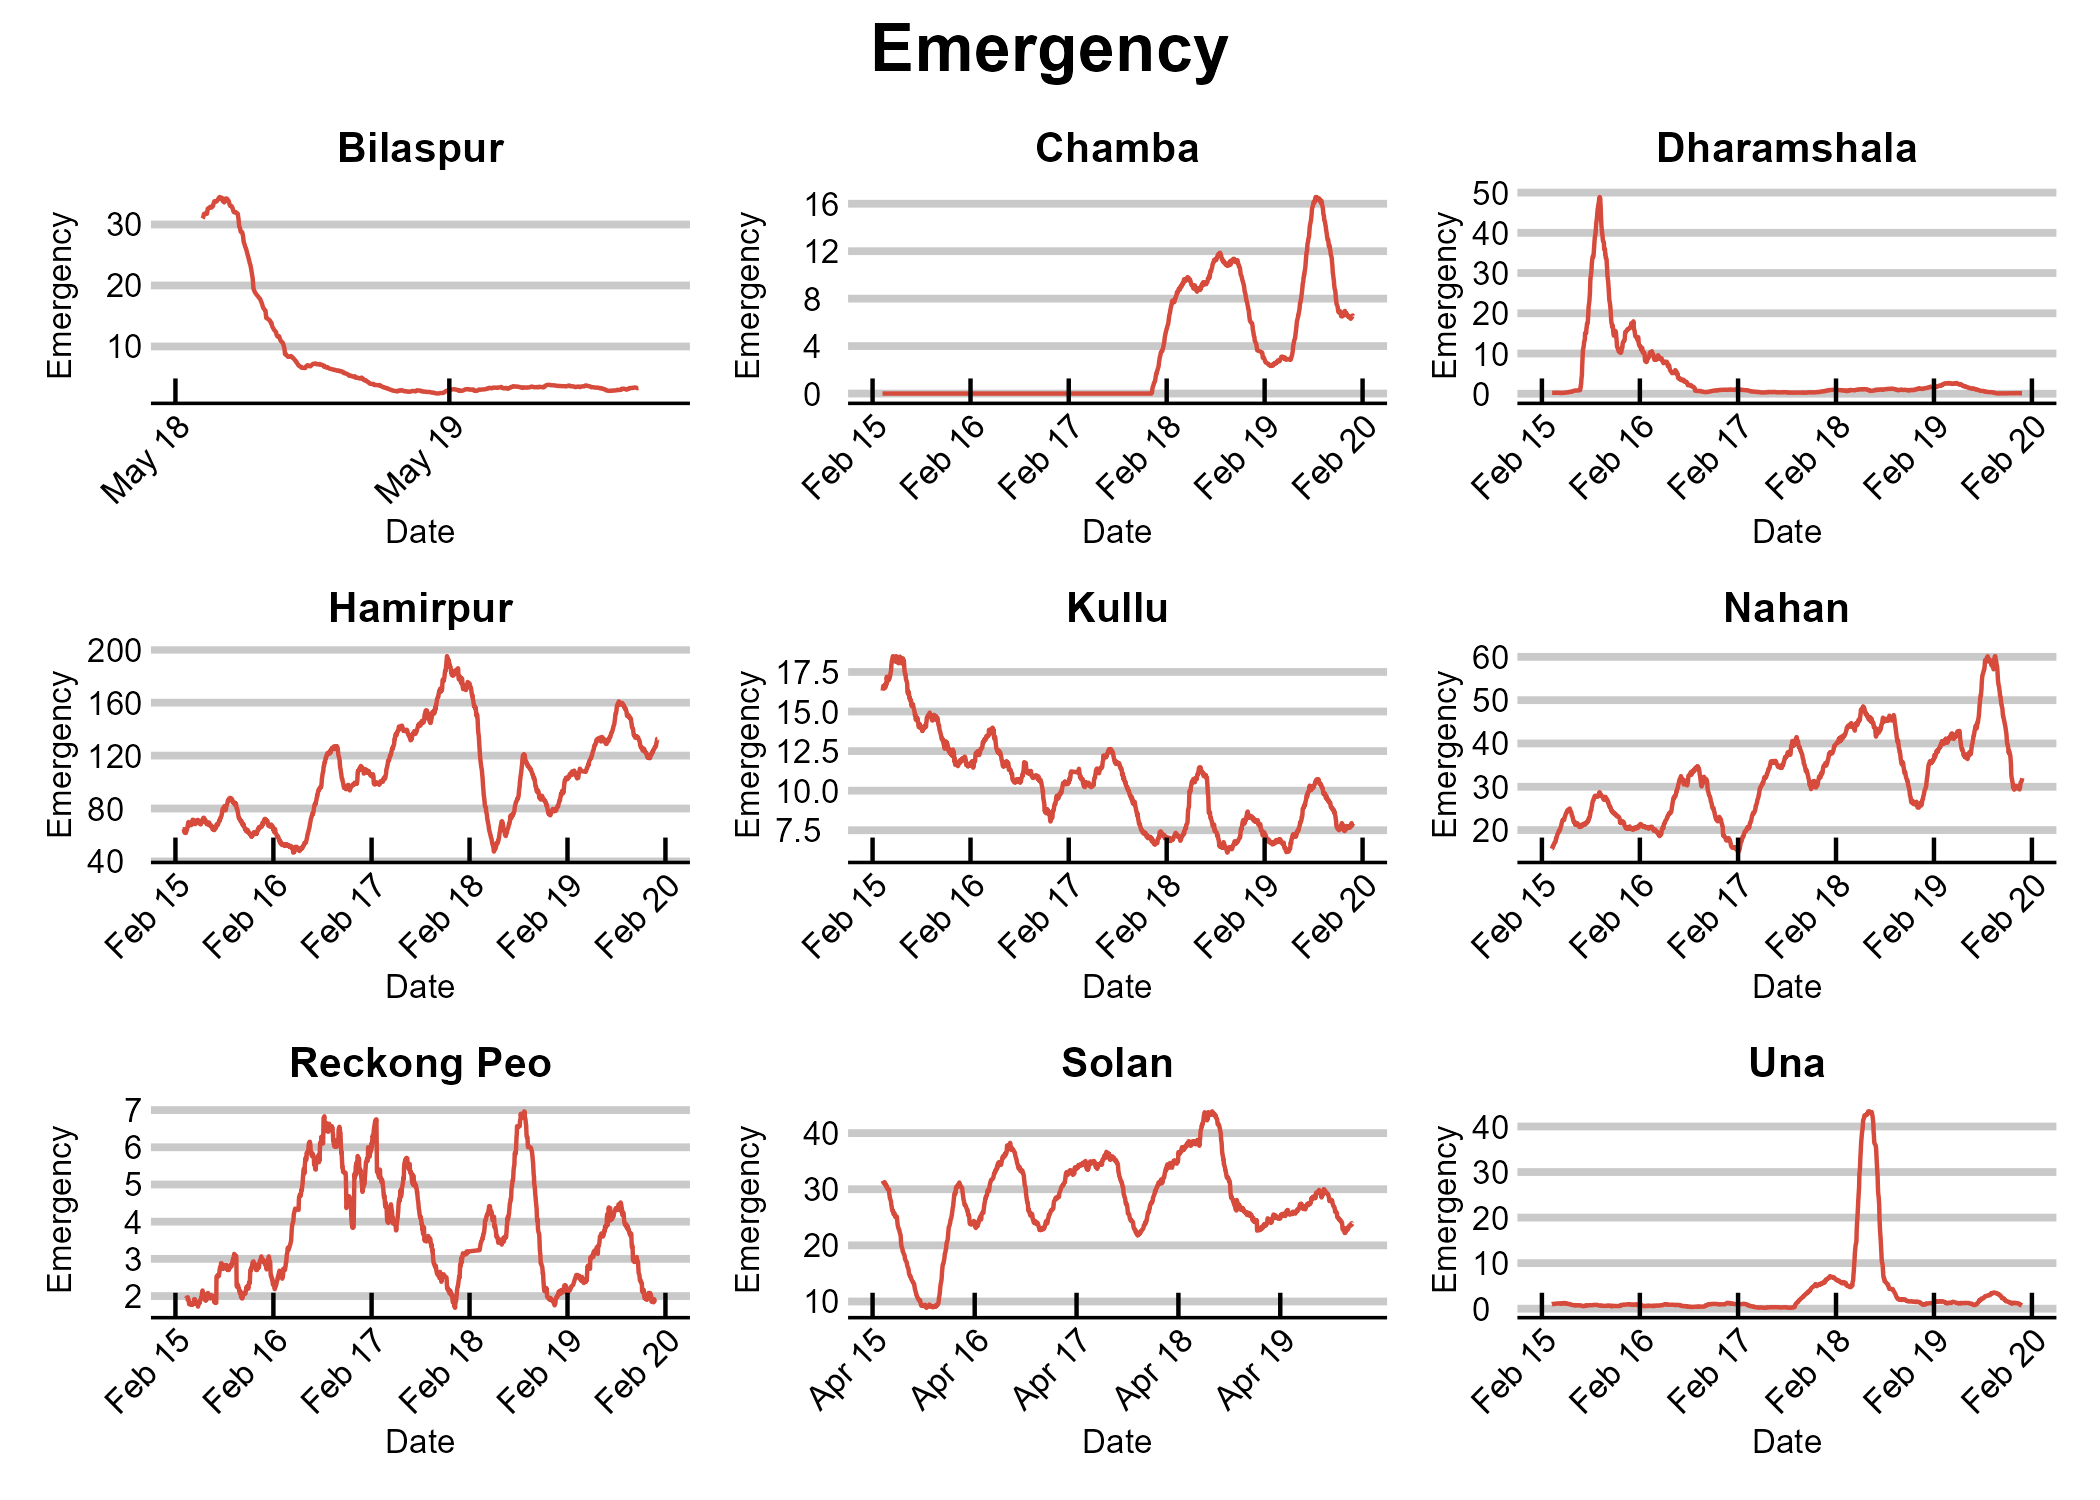 Emergency
Bilaspur
Emergency
30
20
10
May 18
May 19
Date
Chamba
Emergency
16
12
8
4
0
Feb 15
Feb 16
Feb 17
Feb 18
Feb 19
Feb 20
Date
Dharamshala
Emergency
50
40
30
20
10
0
Feb 15
Feb 16
Feb 17
Feb 18
Feb 19
Feb 20
Date
Hamirpur
Emergency
200
160
120
80
40
Feb 15
Feb 16
Feb 17
Feb 18
Feb 19
Feb 20
Date
Kullu
Emergency
17.5
15.0
12.5
10.0
7.5
Feb 15
Feb 16
Feb 17
Feb 18
Feb 19
Feb 20
Date
Nahan
Emergency
60
50
40
30
20
Feb 15
Feb 16
Feb 17
Feb 18
Feb 19
Feb 20
Date
Reckong Peo
Emergency
7
6
5
4
3
2
Feb 15
Feb 16
Feb 17
Feb 18
Feb 19
Feb 20
Date
Solan
Emergency
40
30
20
10
Apr 15
Apr 16
Apr 17
Apr 18
Apr 19
Date
Una
Emergency
40
30
20
10
0
Feb 15
Feb 16
Feb 17
Feb 18
Feb 19
Feb 20
Date